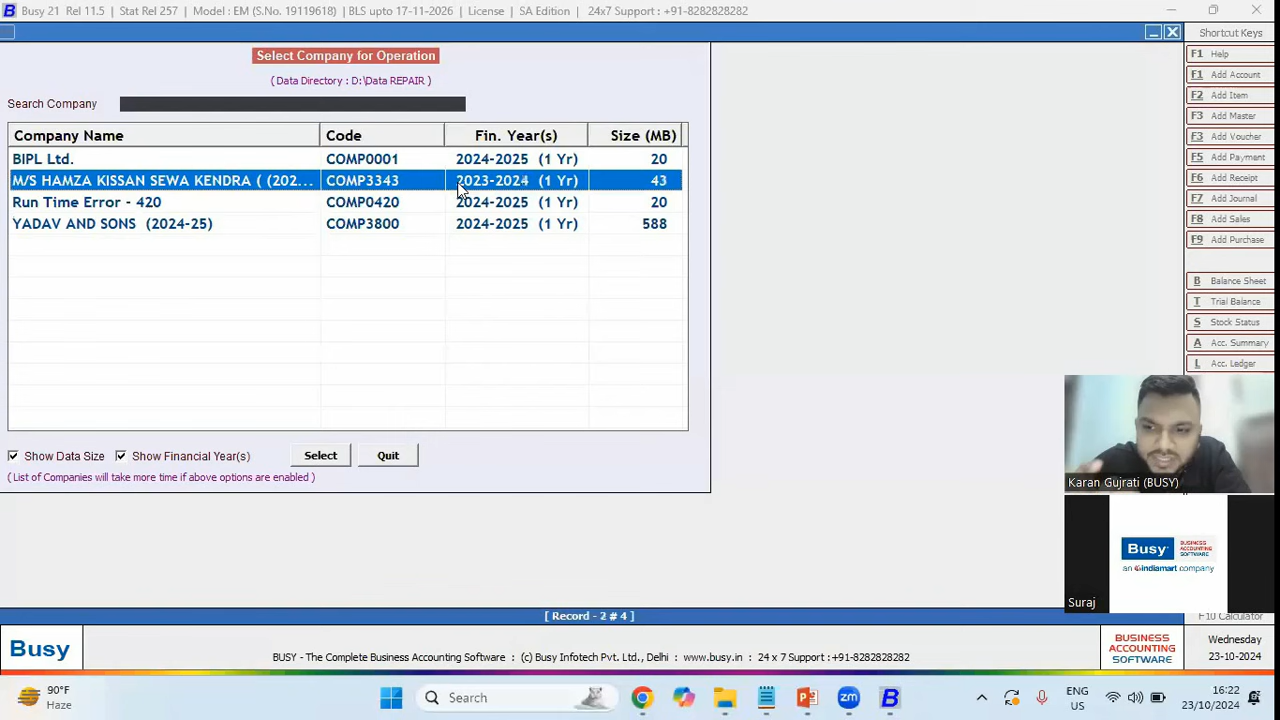 Busy 21 Rel 11.5 | Stat Rel 257 | Model : EM (S.No. 19119618) | BLS upto 17-11-2026 | License | SA Edition | 24x7 Support : +91-8282828282
Shortcut Keys
Select Company for Operation
( Data Directory : D:\Data REPAIR )
Search Company
Company Name Code Fin. Year(s) Size (MB)
BIPL Ltd. COMP0001 2024-2025 (1 Yr) 20
M/S HAMZA KISSAN SEWA KENDRA ( (202... COMP3343 2023-2024 (1 Yr) 43
Run Time Error - 420 COMP0420 2024-2025 (1 Yr) 20
YADAV AND SONS (2024-25) COMP3800 2024-2025 (1 Yr) 588
Show Data Size Show Financial Year(s) Select Quit
( List of Companies will take more time if above options are enabled )
F1 Help
F1 Add Account
F2 Add Item
F3 Add Master
F3 Add Voucher
F5 Add Payment
F6 Add Receipt
F7 Add Journal
F8 Add Sales
F9 Add Purchase
B Balance Sheet
T Trial Balance
S Stock Status
A Acc. Summary
L Acc. Ledger
Karan Gujrati (BUSY)
Busy BUSINESS ACCOUNTING SOFTWARE
an indiamart company
Suraj
F10 Calculator
[ Record - 2 # 4 ]
Busy
BUSY - The Complete Business Accounting Software : (c) Busy Infotech Pvt. Ltd., Delhi : www.busy.in : 24 x 7 Support :+91-8282828282
BUSINESS
ACCOUNTING
SOFTWARE
Wednesday
23-10-2024
90°F
Haze
Search
ENG
US
16:22
23/10/2024